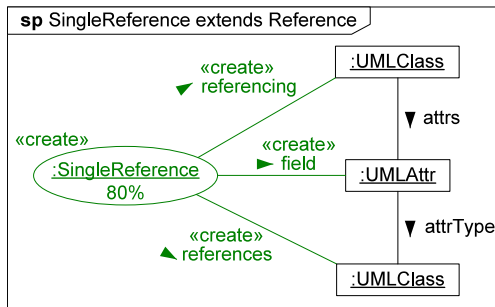 sp SingleReference extends Reference
«create»
referencing
:UMLClass
attrs
«create»
«create»
field
:SingleReference
80%
:UMLAttr
«create»
references
attrType
:UMLClass